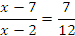 x − 7 / x − 2 = 7 / 12